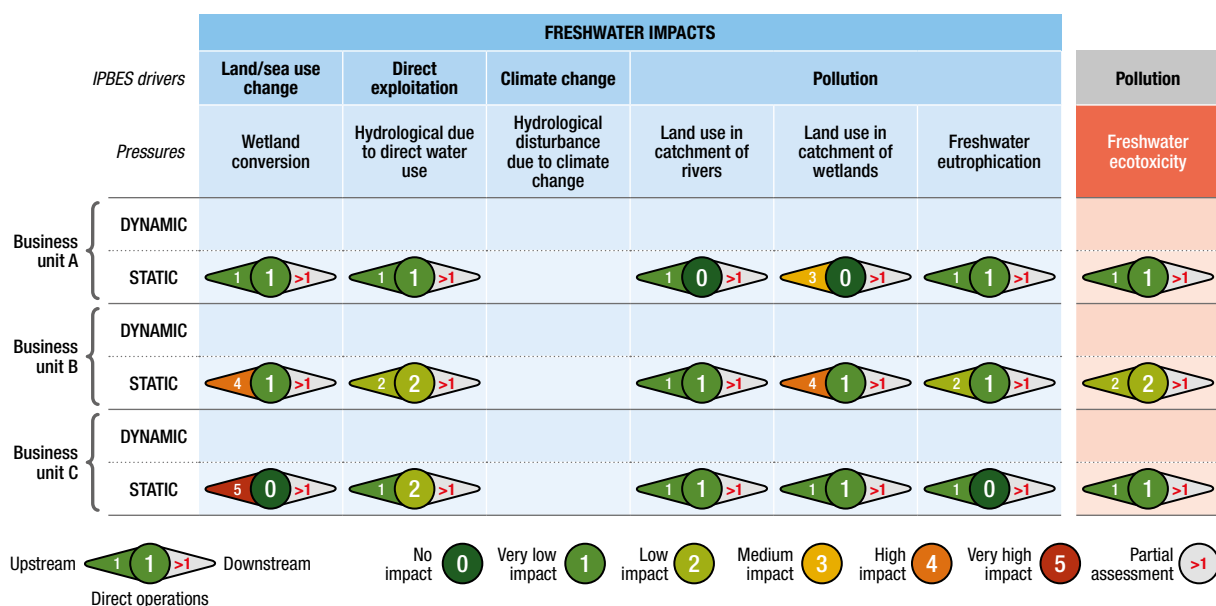 FRESHWATER IMPACTS
IPBES drivers
Land/sea use
change
Direct
exploitation
Climate change
Pollution
Pollution
Pressures
Wetland
conversion
Hydrological due
to direct water
use
Hydrological
disturbance
due to climate
change
Land use in
catchment of
rivers
Land use in
catchment of
wetlands
Freshwater
eutrophication
Freshwater
ecotoxicity
Business
unit A
DYNAMIC
STATIC
1 1 >1
1 1 >1
1 0 >1
3 0 >1
1 1 >1
1 1 >1
Business
unit B
DYNAMIC
STATIC
4 1 >1
2 2 >1
1 1 >1
4 1 >1
2 1 >1
2 2 >1
Business
unit C
DYNAMIC
STATIC
5 0 >1
1 2 >1
1 1 >1
1 1 >1
1 0 >1
1 1 >1
Upstream 1 1 >1 Downstream
Direct operations
No
impact 0
Very low
impact 1
Low
impact 2
Medium
impact 3
High
impact 4
Very high
impact 5
Partial
assessment >1